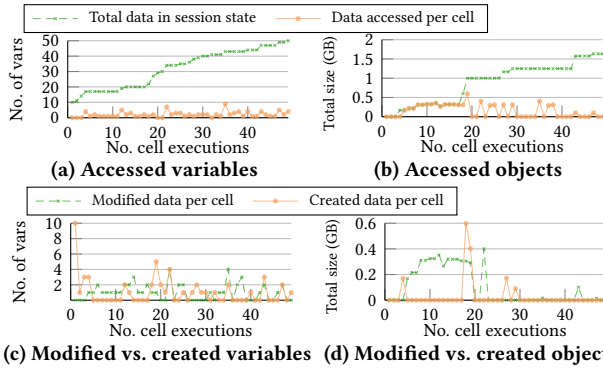 Total data in session state Data accessed per cell
No. of vars
50
40
30
20
10
0
0 10 20 30 40
No. cell executions
(a) Accessed variables
Total size (GB)
2
1.5
1
0.5
0
0 10 20 30 40
No. cell executions
(b) Accessed objects
Modified data per cell Created data per cell
No. of vars
10
8
6
4
2
0 10 20 30 40
No. cell executions
(c) Modified vs. created variables
Total size (GB)
0.6
0.4
0.2
0
0 10 20 30 40
No. cell executions
(d) Modified vs. created object